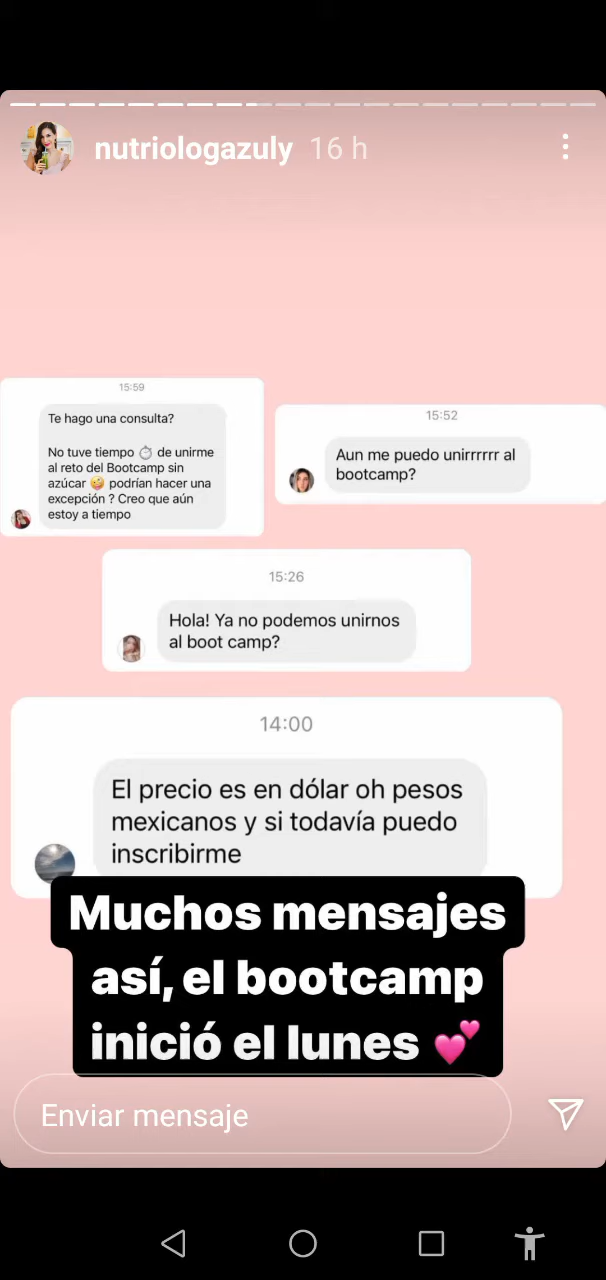 nutriologazuly 16 h
15:59
Te hago una consulta?
No tuve tiempo ⏱ de unirme
al reto del Bootcamp sin
azúcar 🤪 podrían hacer una
excepción ? Creo que aún
estoy a tiempo
15:52
Aun me puedo unirrrrrr al
bootcamp?
15:26
Hola! Ya no podemos unirnos
al boot camp?
14:00
El precio es en dólar oh pesos
mexicanos y si todavía puedo
inscribirme
Muchos mensajes
así, el bootcamp
inició el lunes 💕
Enviar mensaje